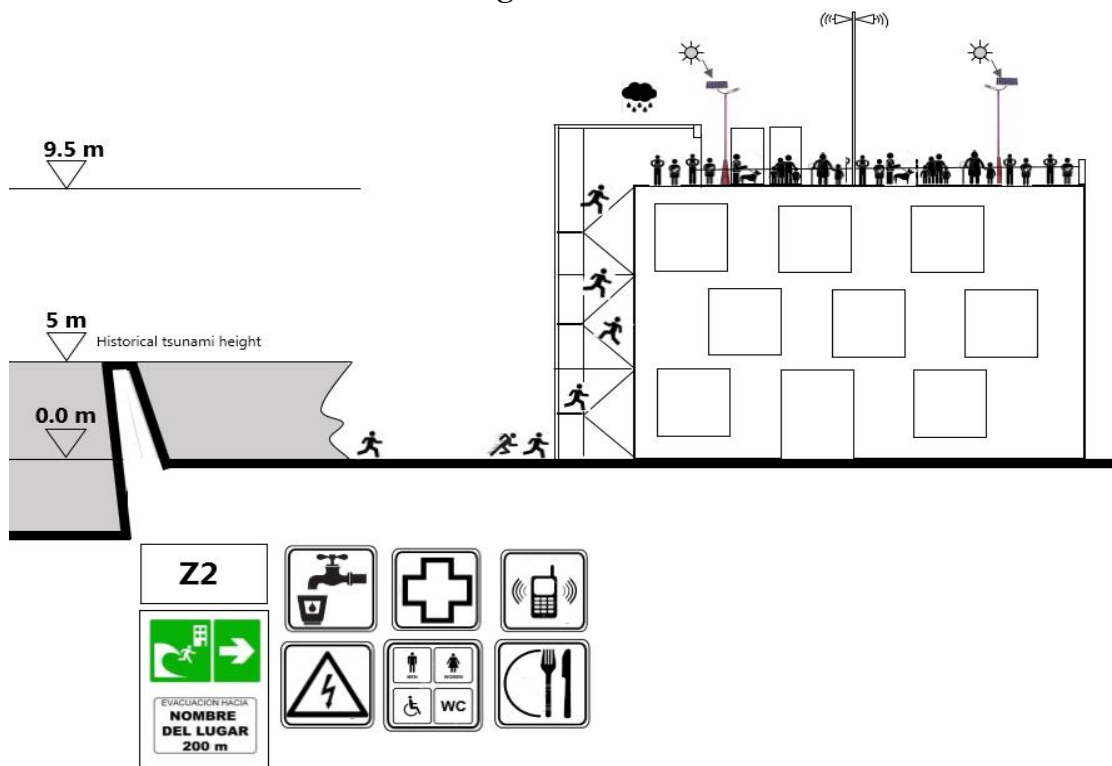 9.5 m
5 m
Historical tsunami height
0.0 m
Z2
EVACUACION HACIA
NOMBRE
DEL LUGAR
200 m
MEN
WOMEN
WC